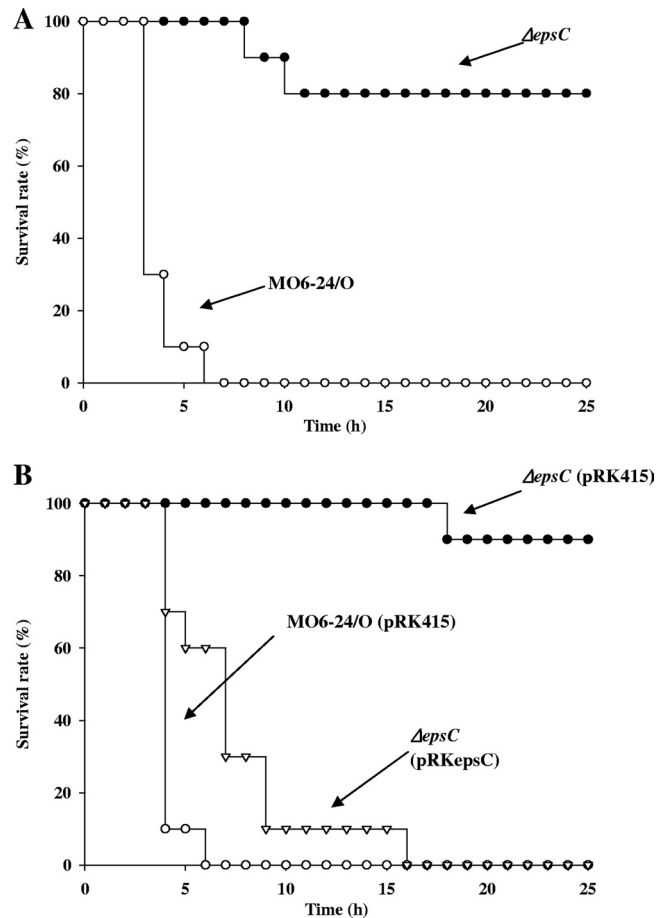 A
100
80
60
40
20
0
Survival rate (%)
ΔepsC
MO6-24/O
0 5 10 15 20 25
Time (h)
B
100
80
60
40
20
0
Survival rate (%)
ΔepsC (pRK415)
MO6-24/O (pRK415)
ΔepsC
(pRKepsC)
0 5 10 15 20 25
Time (h)